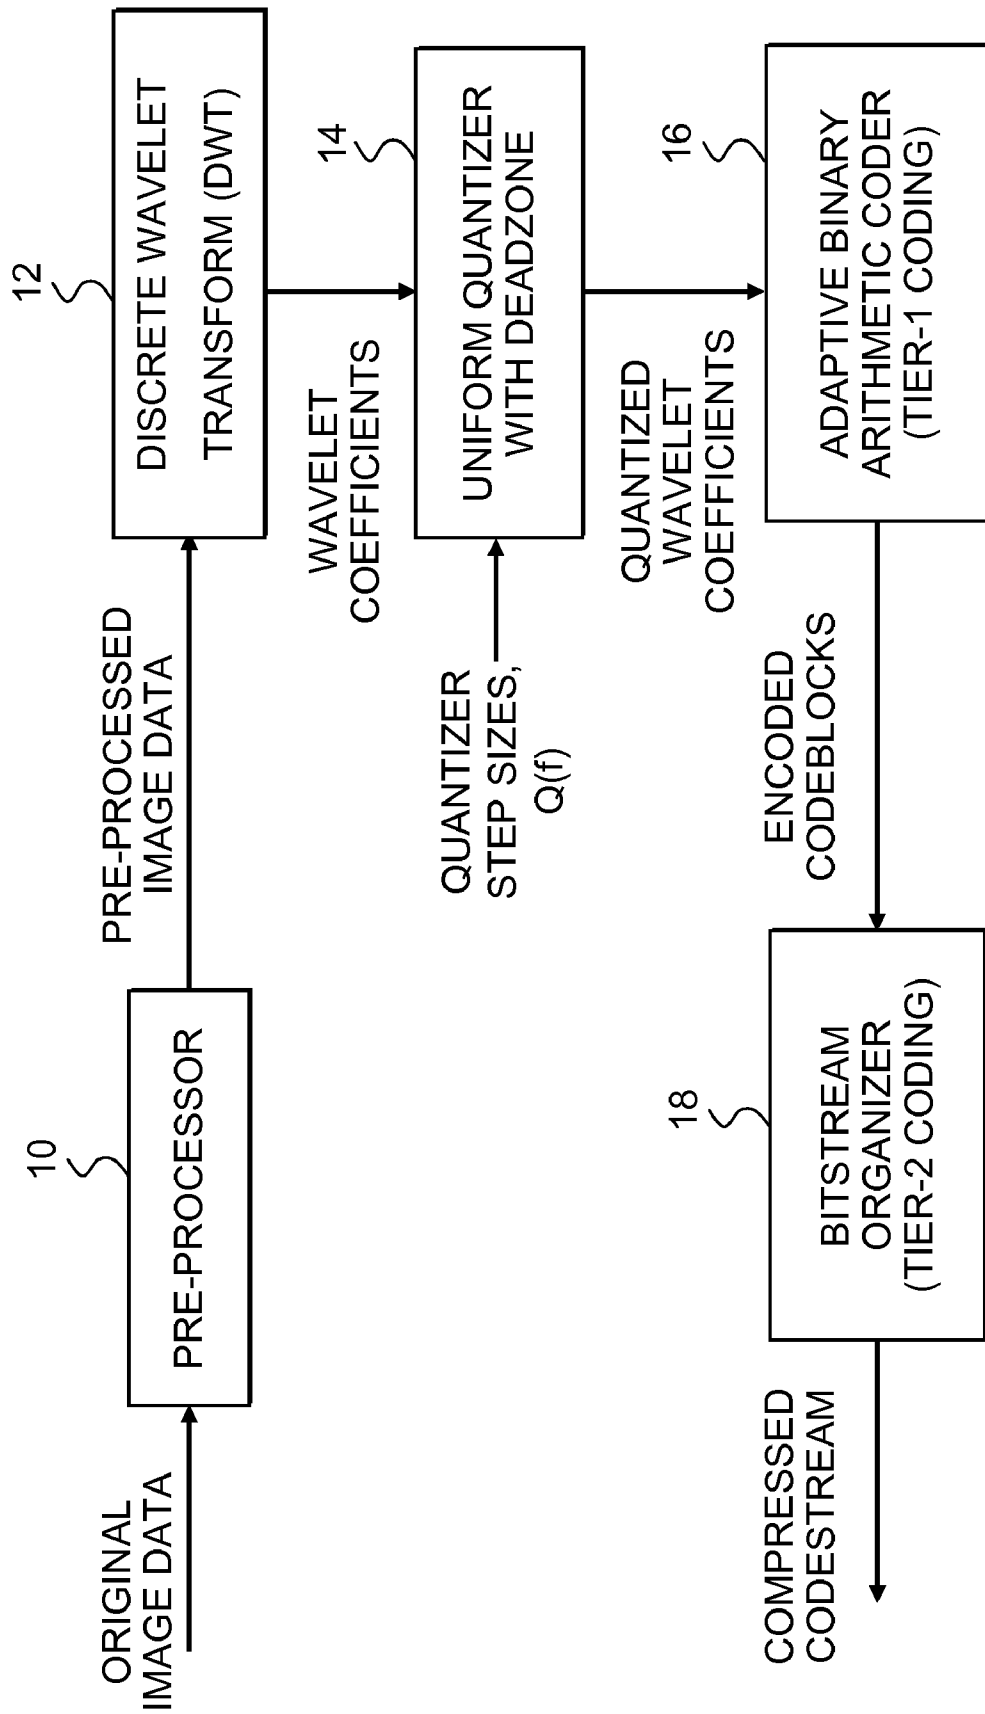 ORIGINAL
IMAGE DATA
10
PRE-PROCESSOR
PRE-PROCESSED
IMAGE DATA
12
DISCRETE WAVELET
TRANSFORM (DWT)
WAVELET
COEFFICIENTS
QUANTIZER
STEP SIZES,
Q(f)
14
UNIFORM QUANTIZER
WITH DEADZONE
QUANTIZED
WAVELET
COEFFICIENTS
16
ADAPTIVE BINARY
ARITHMETIC CODER
(TIER-1 CODING)
ENCODED
CODEBLOCKS
18
BITSTREAM
ORGANIZER
(TIER-2 CODING)
COMPRESSED
CODESTREAM